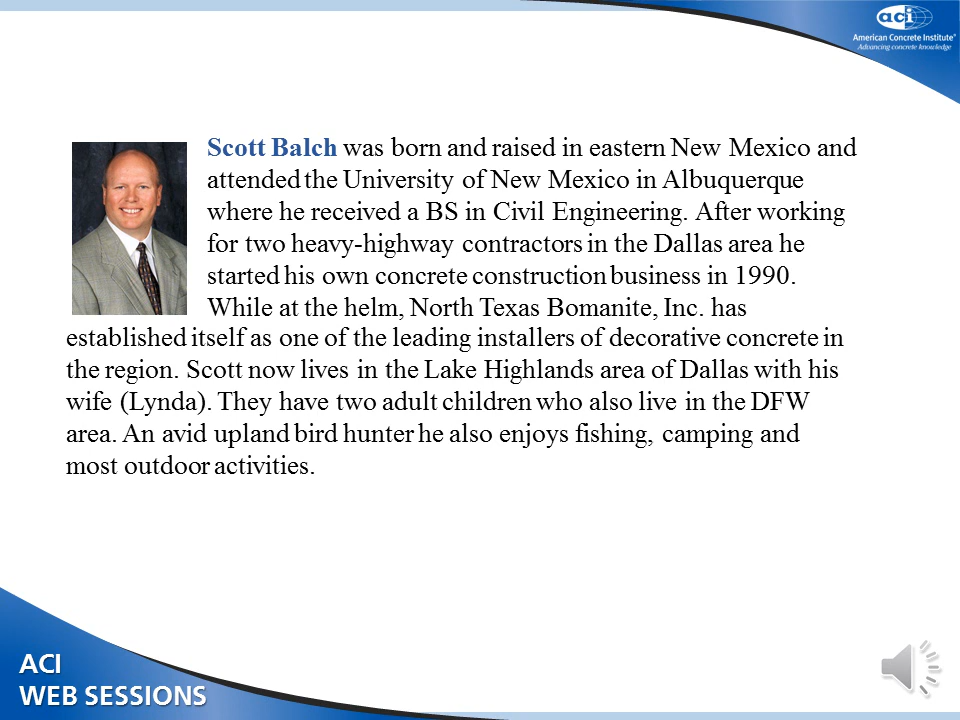 aci
American Concrete Institute®
Advancing concrete knowledge
Scott Balch was born and raised in eastern New Mexico and
attended the University of New Mexico in Albuquerque
where he received a BS in Civil Engineering. After working
for two heavy-highway contractors in the Dallas area he
started his own concrete construction business in 1990.
While at the helm, North Texas Bomanite, Inc. has
established itself as one of the leading installers of decorative concrete in
the region. Scott now lives in the Lake Highlands area of Dallas with his
wife (Lynda). They have two adult children who also live in the DFW
area. An avid upland bird hunter he also enjoys fishing, camping and
most outdoor activities.
ACI
WEB SESSIONS